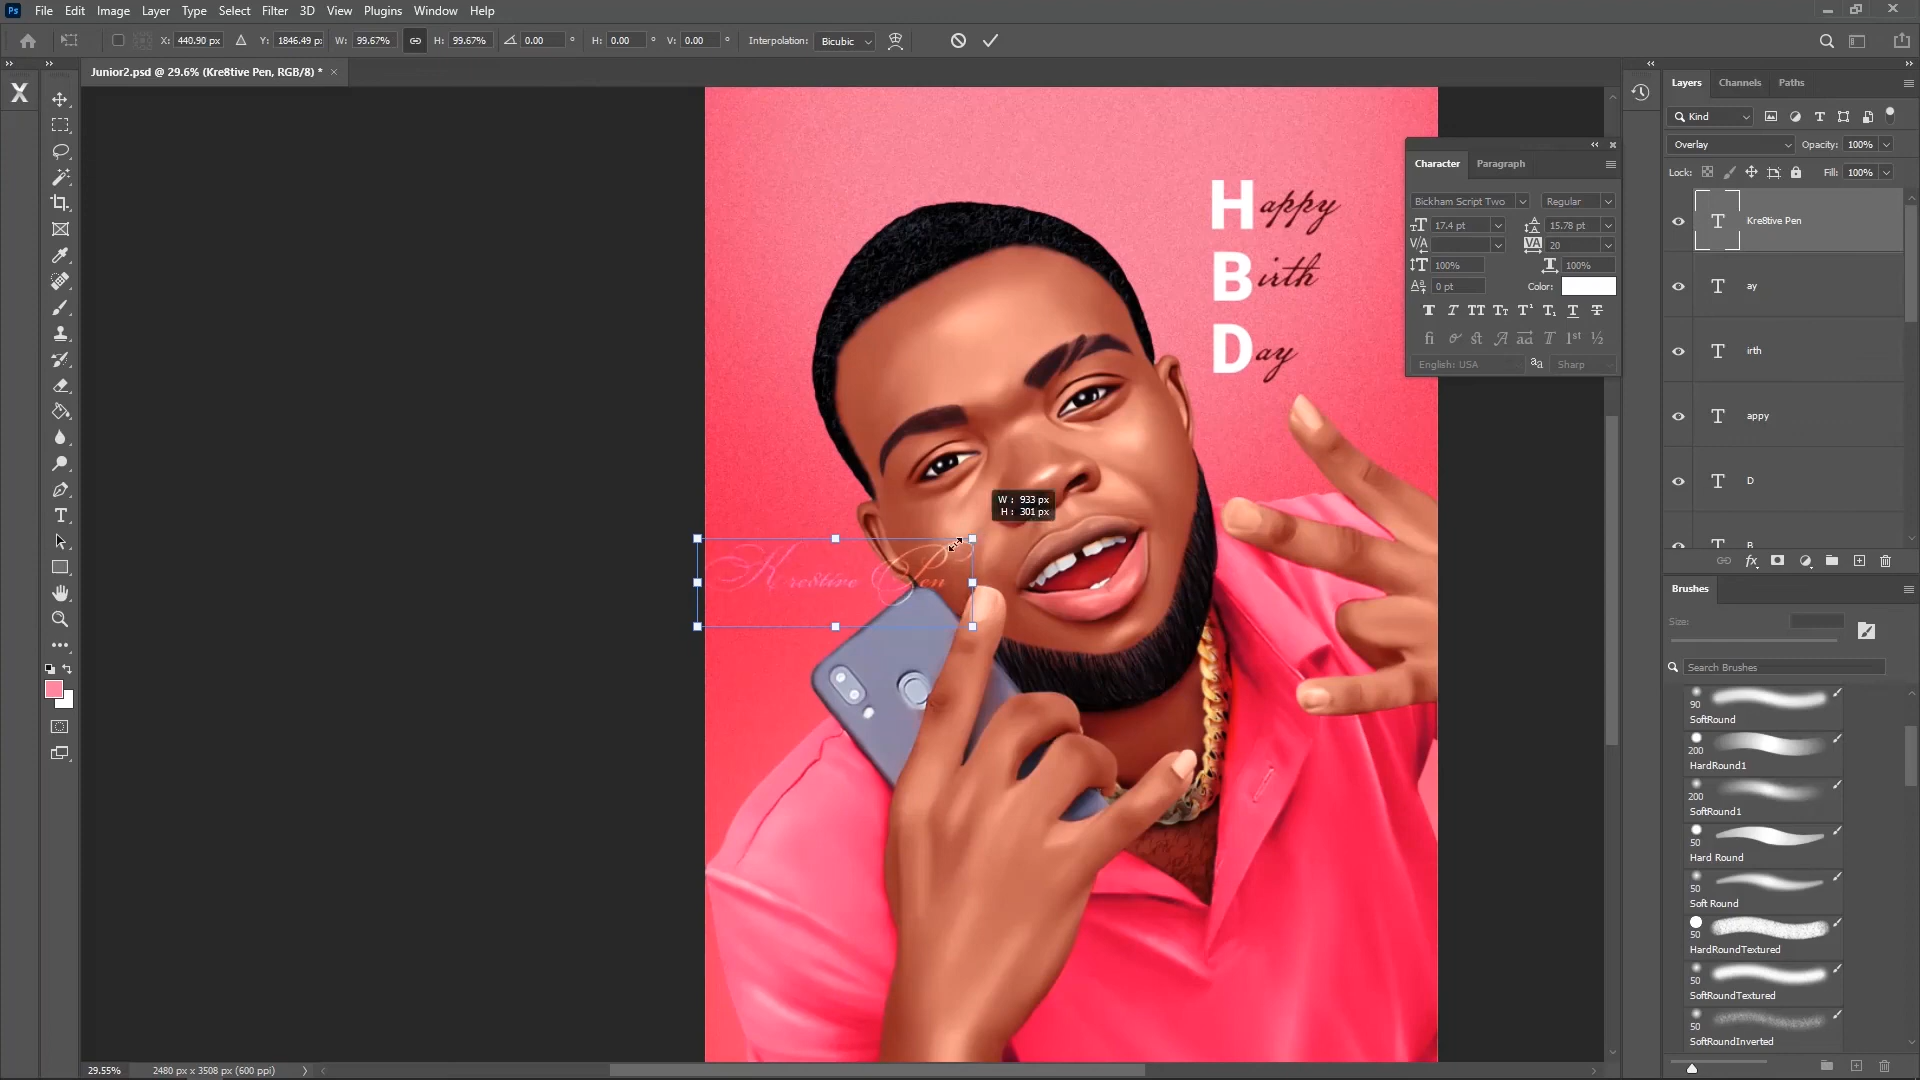 Ps File Edit Image Layer Type Select Filter 3D View Plugins Window Help
X: 440.90 px Y: 1846.49 px W: 99.67% H: 99.67% 0.00 ° H: 0.00 ° V: 0.00 ° Interpolation: Bicubic
Junior2.psd @ 29.6% (Kre8tive Pen, RGB/8) * ×
X
Happy
Birth
Day
W : 933 px
H : 301 px
Kre8tive Pen
Character Paragraph
Bickham Script Two Regular
17.4 pt 15.78 pt
20
100% 100%
0 pt Color:
English: USA Sharp
Layers Channels Paths
Kind
Overlay Opacity: 100%
Lock: Fill: 100%
Kre8tive Pen
ay
irth
appy
D
B
Brushes
Size:
Search Brushes
90
SoftRound
200
HardRound1
200
SoftRound1
50
Hard Round
50
Soft Round
50
HardRoundTextured
50
SoftRoundTextured
50
SoftRoundInverted
29.55% 2480 px x 3508 px (600 ppi)